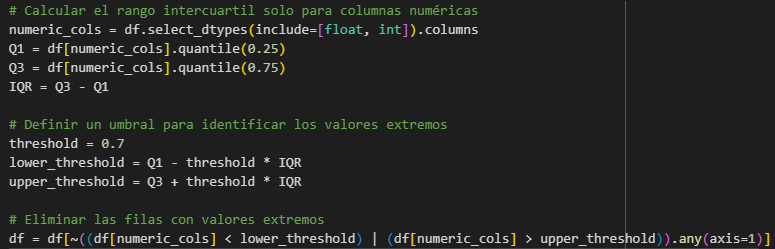 # Calcular el rango intercuartil solo para columnas numéricas
numeric_cols = df.select_dtypes(include=[float, int]).columns
Q1 = df[numeric_cols].quantile(0.25)
Q3 = df[numeric_cols].quantile(0.75)
IQR = Q3 - Q1
# Definir un umbral para identificar los valores extremos
threshold = 0.7
lower_threshold = Q1 - threshold * IQR
upper_threshold = Q3 + threshold * IQR
# Eliminar las filas con valores extremos
df = df[~((df[numeric_cols] < lower_threshold) | (df[numeric_cols] > upper_threshold)).any(axis=1)]